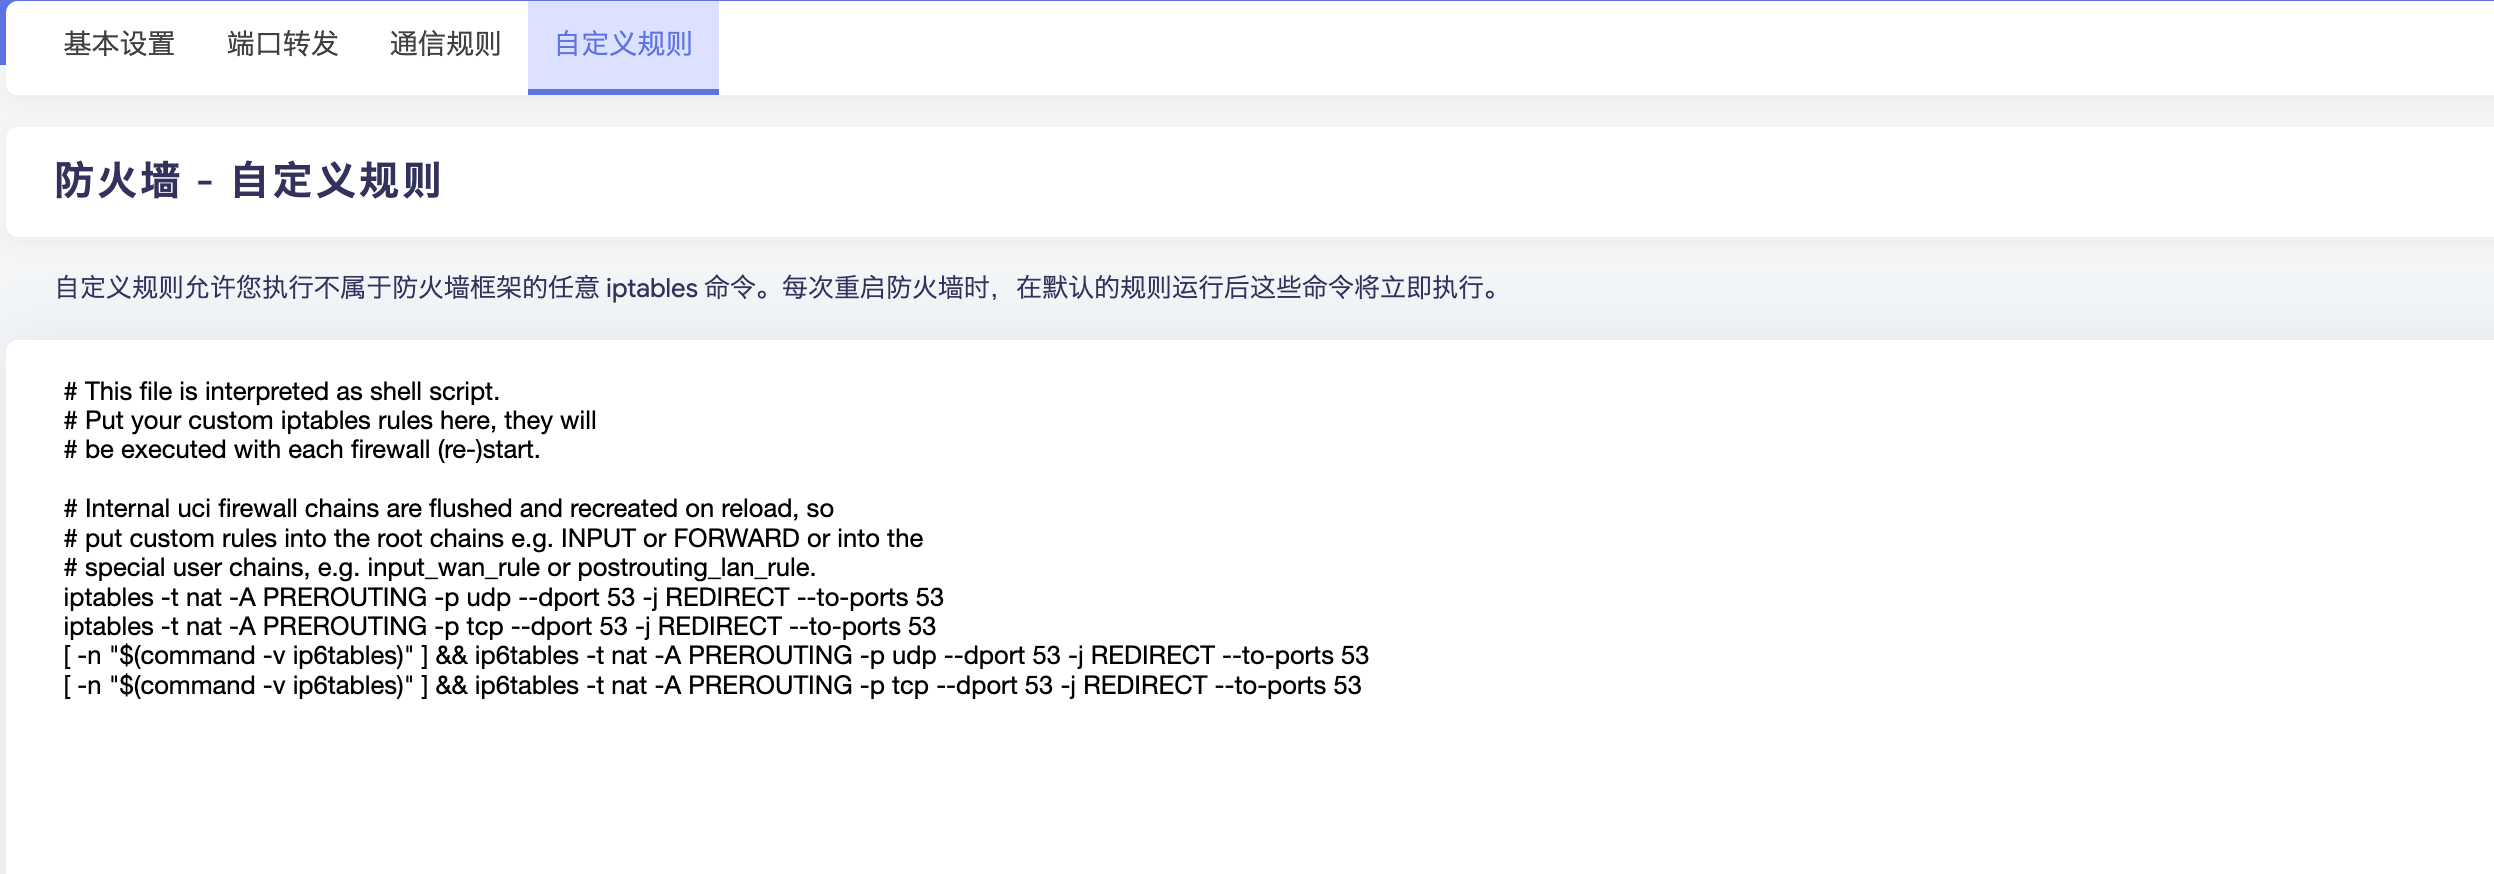 基本设置 端口转发 通信规则 自定义规则
防火墙 - 自定义规则
自定义规则允许您执行不属于防火墙框架的任意 iptables 命令。每次重启防火墙时，在默认的规则运行后这些命令将立即执行。
# This file is interpreted as shell script.
# Put your custom iptables rules here, they will
# be executed with each firewall (re-)start.
# Internal uci firewall chains are flushed and recreated on reload, so
# put custom rules into the root chains e.g. INPUT or FORWARD or into the
# special user chains, e.g. input_wan_rule or postrouting_lan_rule.
iptables -t nat -A PREROUTING -p udp --dport 53 -j REDIRECT --to-ports 53
iptables -t nat -A PREROUTING -p tcp --dport 53 -j REDIRECT --to-ports 53
[ -n "$(command -v ip6tables)" ] && ip6tables -t nat -A PREROUTING -p udp --dport 53 -j REDIRECT --to-ports 53
[ -n "$(command -v ip6tables)" ] && ip6tables -t nat -A PREROUTING -p tcp --dport 53 -j REDIRECT --to-ports 53